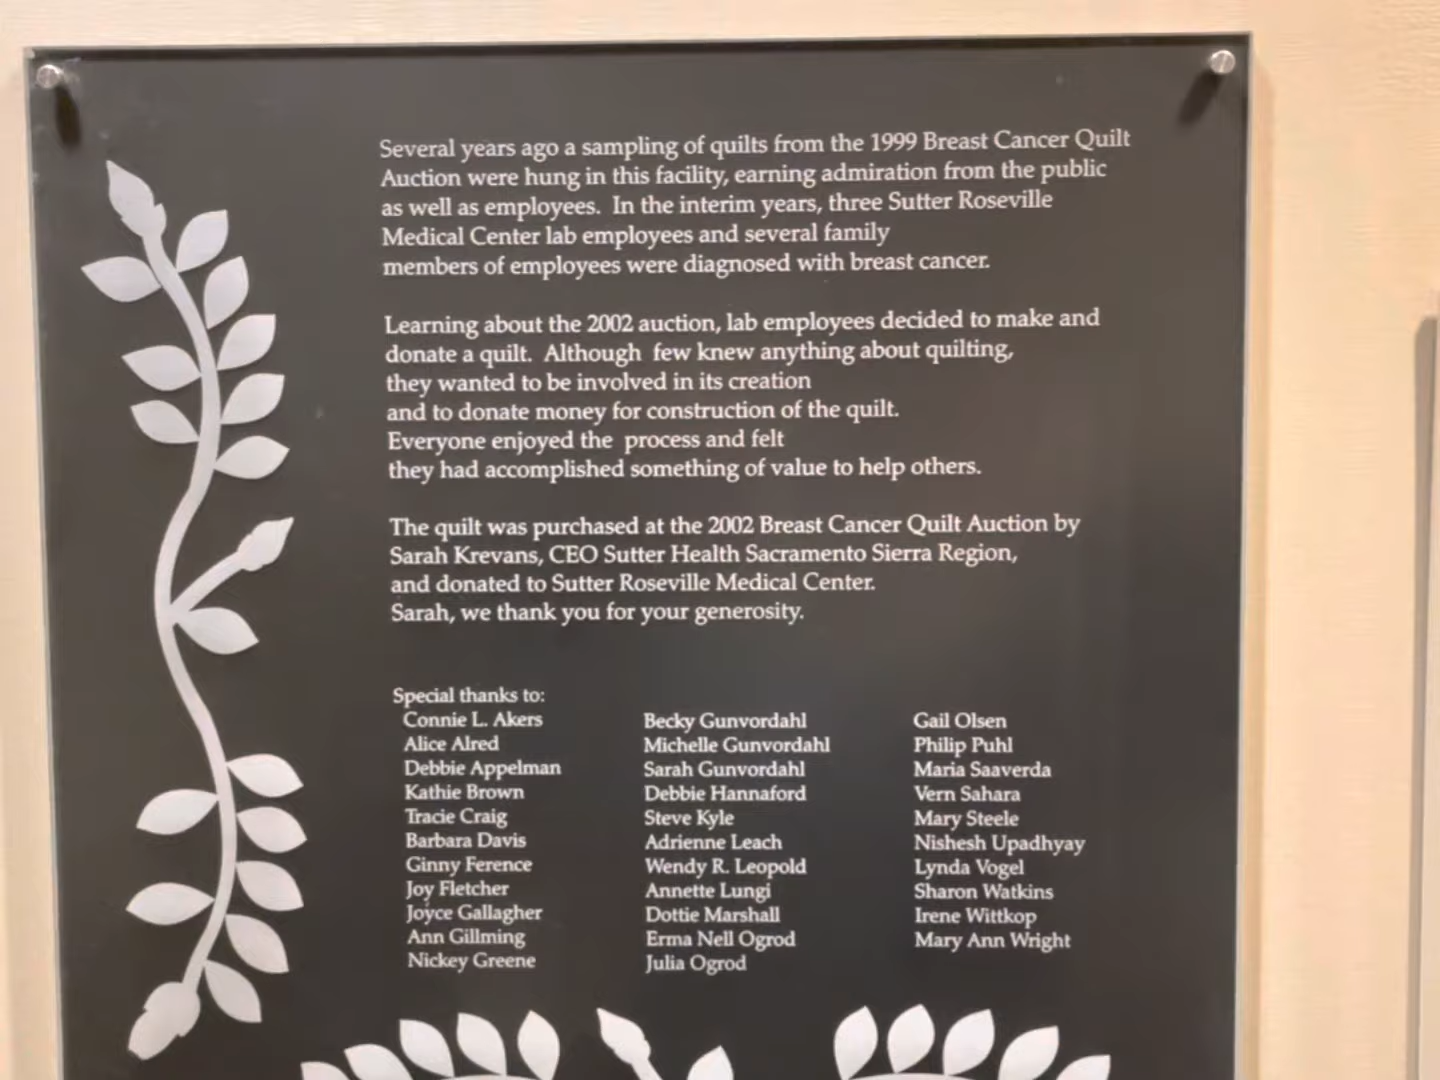 Several years ago a sampling of quilts from the 1999 Breast Cancer Quilt
Auction were hung in this facility, earning admiration from the public
as well as employees. In the interim years, three Sutter Roseville
Medical Center lab employees and several family
members of employees were diagnosed with breast cancer.
Learning about the 2002 auction, lab employees decided to make and
donate a quilt. Although few knew anything about quilting,
they wanted to be involved in its creation
and to donate money for construction of the quilt.
Everyone enjoyed the process and felt
they had accomplished something of value to help others.
The quilt was purchased at the 2002 Breast Cancer Quilt Auction by
Sarah Krevans, CEO Sutter Health Sacramento Sierra Region,
and donated to Sutter Roseville Medical Center.
Sarah, we thank you for your generosity.
Special thanks to:
Connie L. Akers
Alice Alred
Debbie Appelman
Kathie Brown
Tracie Craig
Barbara Davis
Ginny Ference
Joy Fletcher
Joyce Gallagher
Ann Gillming
Nickey Greene
Becky Gunvordahl
Michelle Gunvordahl
Sarah Gunvordahl
Debbie Hannaford
Steve Kyle
Adrienne Leach
Wendy R. Leopold
Annette Lungi
Dottie Marshall
Erma Nell Ogrod
Julia Ogrod
Gail Olsen
Philip Puhl
Maria Saaverda
Vern Sahara
Mary Steele
Nishesh Upadhyay
Lynda Vogel
Sharon Watkins
Irene Wittkop
Mary Ann Wright